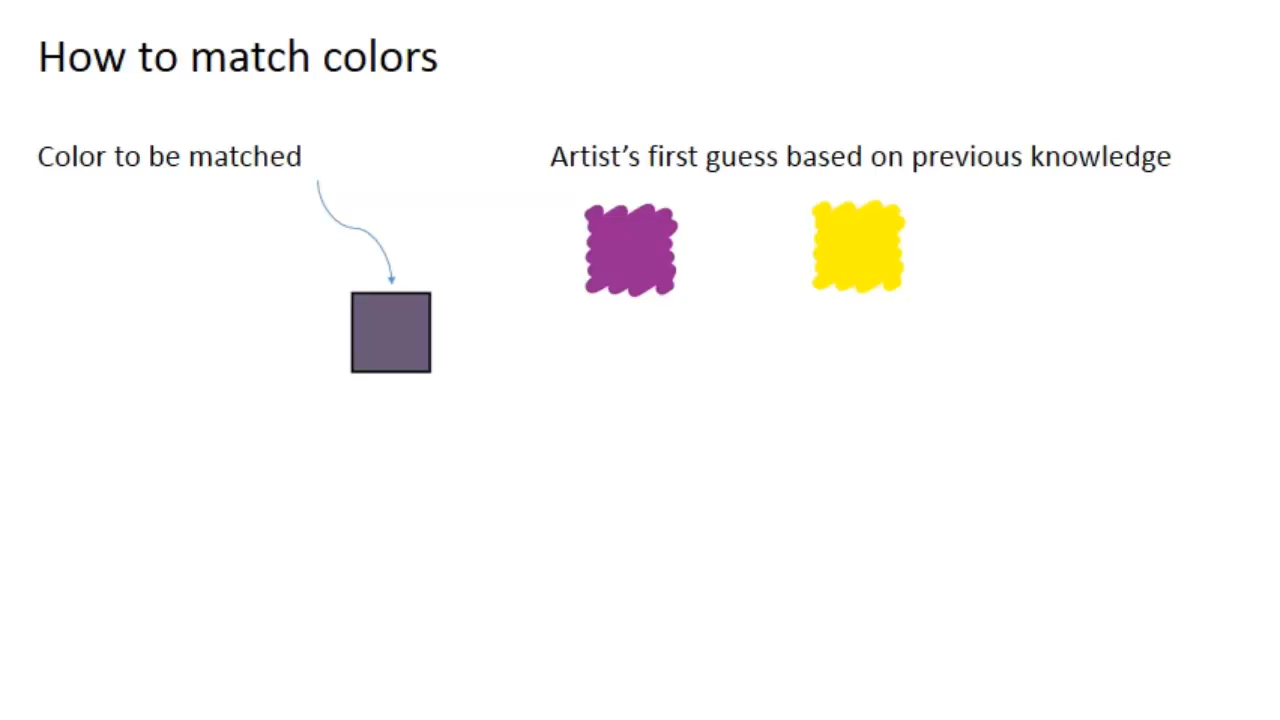 How to match colors
Color to be matched
Artist’s first guess based on previous knowledge